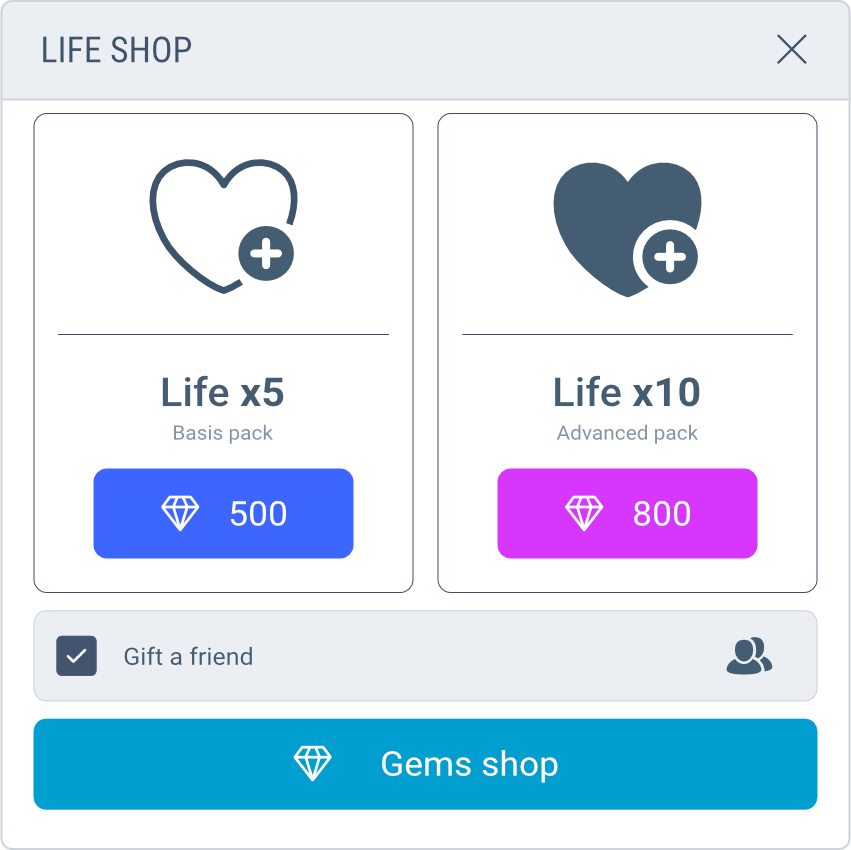 LIFE SHOP
Life x5
Basis pack
500
Life x10
Advanced pack
800
Gift a friend
Gems shop